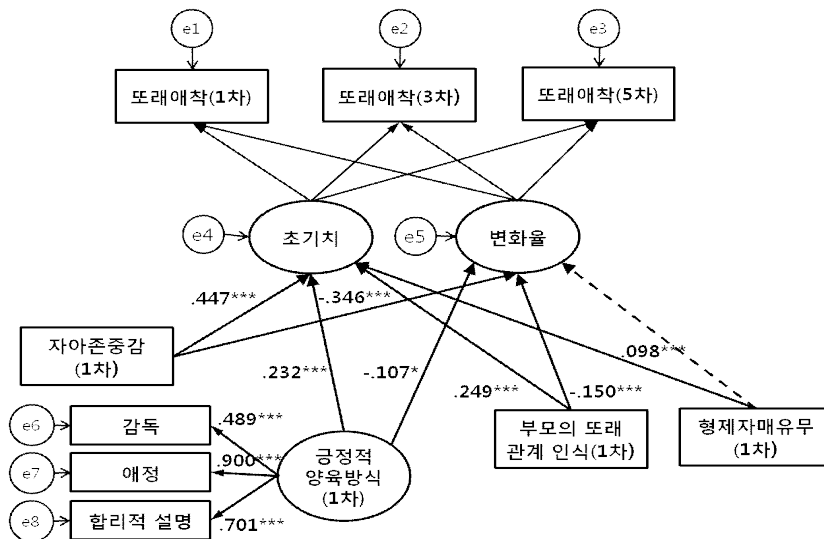 e1
e2
e3
또래애착(1차)
또래애착(3차)
또래애착(5차)
e4
초기치
e5
변화율
.447***
-.346***
자아존중감
(1차)
.232***
-.107*
.249***
-.150***
.098***
e6
감독
.489***
e7
애정
.900***
e8
합리적 설명
.701***
긍정적
양육방식
(1차)
부모의 또래
관계 인식(1차)
형제자매유무
(1차)